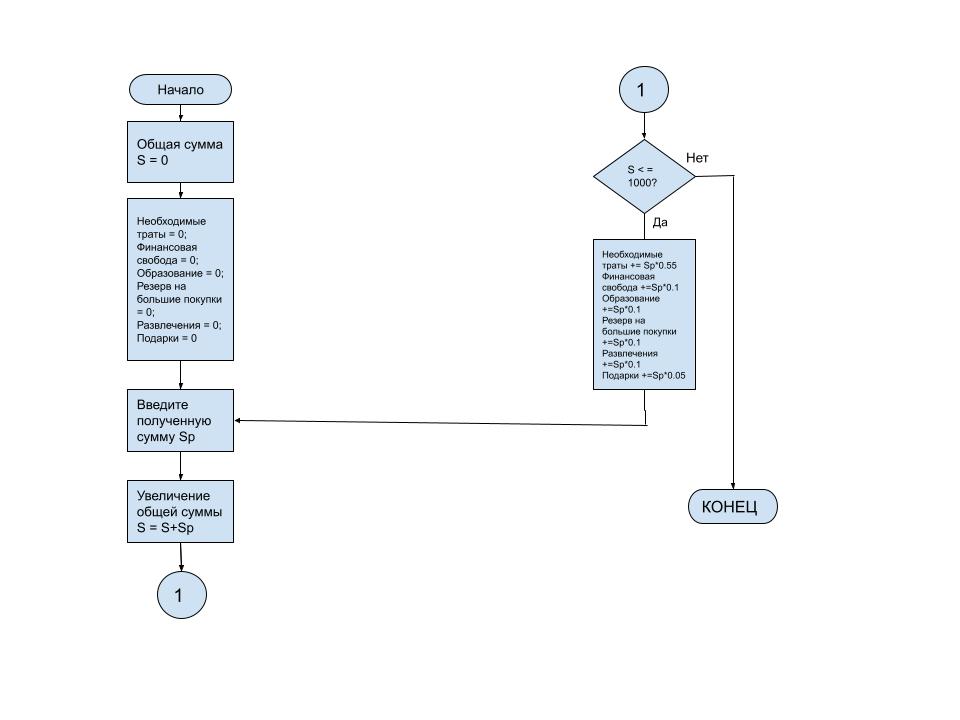 Начало
Общая сумма
S = 0
Необходимые
траты = 0;
Финансовая
свобода = 0;
Образование = 0;
Резерв на
большие покупки
= 0;
Развлечения = 0;
Подарки = 0
Введите
полученную
сумму Sp
Увеличение
общей суммы
S = S+Sp
1
1
S < =
1000?
Нет
Да
Необходимые
траты += Sp*0.55
Финансовая
свобода +=Sp*0.1
Образование
+=Sp*0.1
Резерв на
большие покупки
+=Sp*0.1
Развлечения
+=Sp*0.1
Подарки +=Sp*0.05
КОНЕЦ